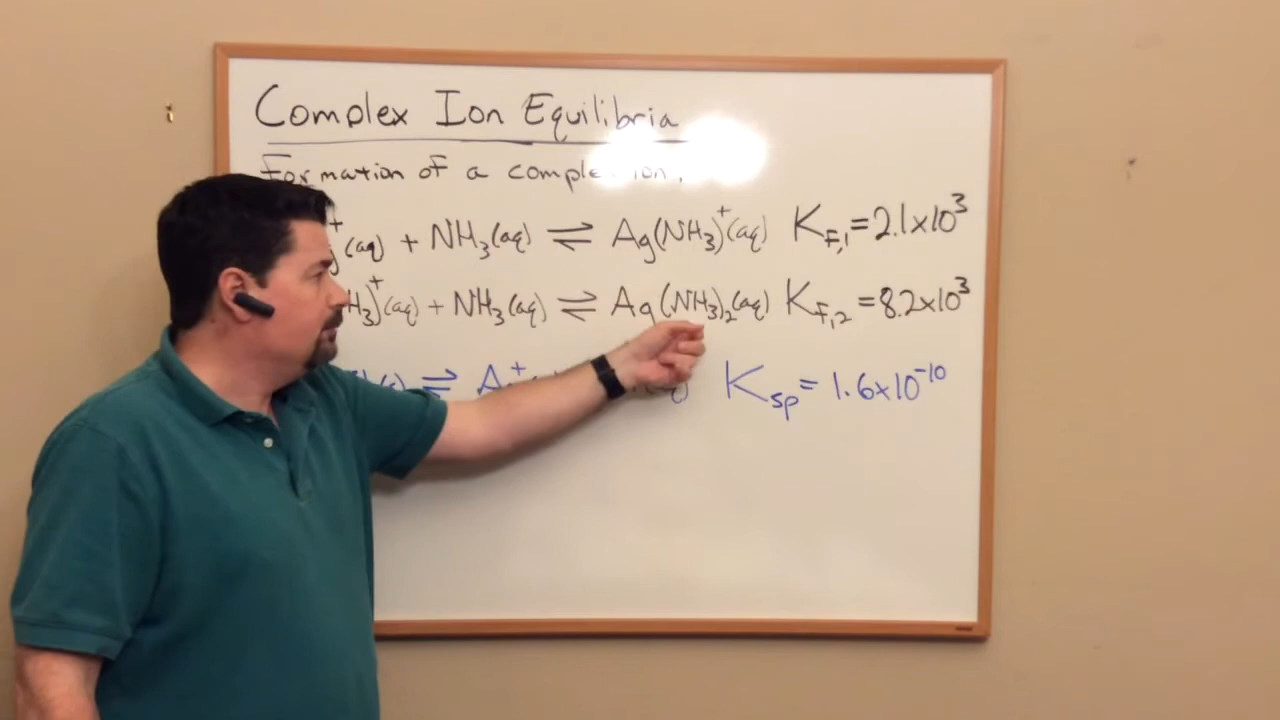 Complex Ion Equilibria
Formation of a complex ion.
⁺(aq) + NH₃(aq) ⇌ Ag(NH₃)⁺(aq) K_F,1 = 2.1x10³
H₃)⁺(aq) + NH₃(aq) ⇌ Ag(NH₃)₂(aq) K_F,2 = 8.2x10³
⇌ A ⁺ Ksp = 1.6x10⁻¹⁰